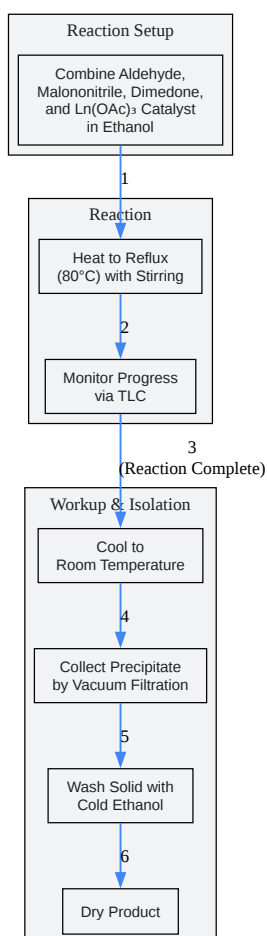 Reaction Setup
Combine Aldehyde,
Malononitrile, Dimedone,
and Ln(OAc)₃ Catalyst
in Ethanol
1
Reaction
Heat to Reflux
(80°C) with Stirring
2
Monitor Progress
via TLC
3
(Reaction Complete)
Workup & Isolation
Cool to
Room Temperature
4
Collect Precipitate
by Vacuum Filtration
5
Wash Solid with
Cold Ethanol
6
Dry Product